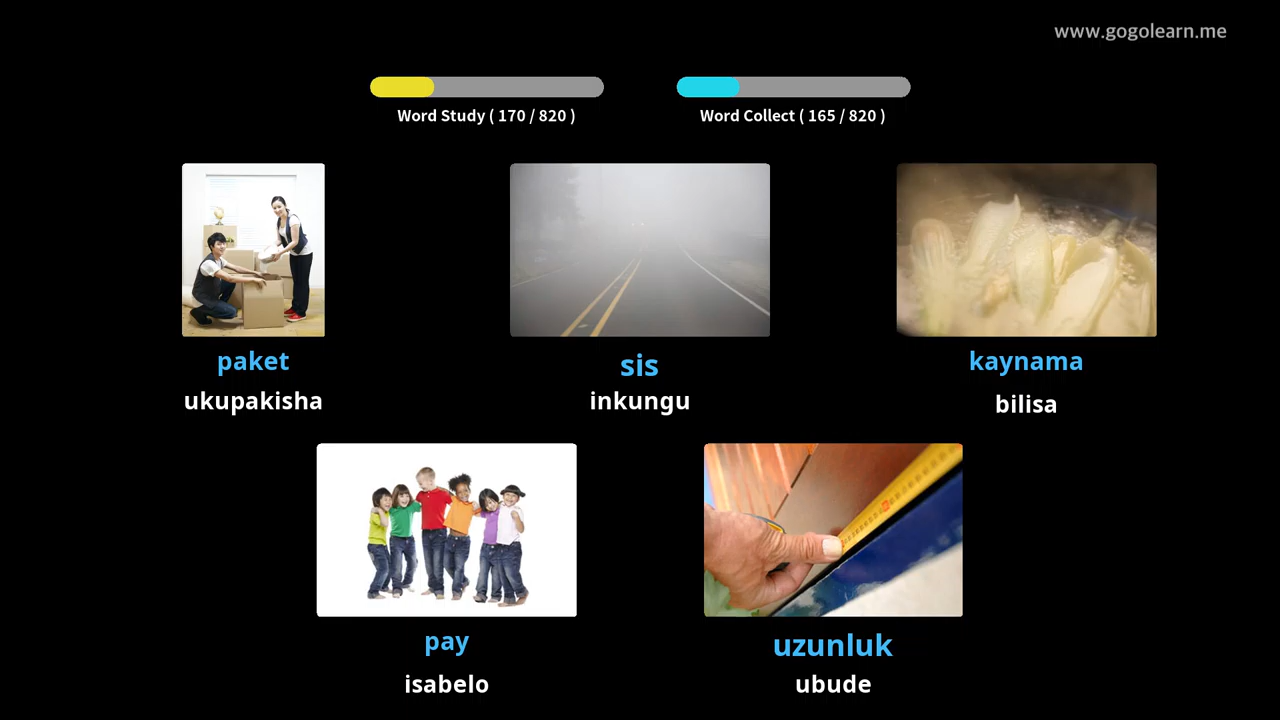 www.gogolearn.me
Word Study ( 170 / 820 )
Word Collect ( 165 / 820 )
paket
ukupakisha
sis
inkungu
kaynama
bilisa
pay
isabelo
uzunluk
ubude